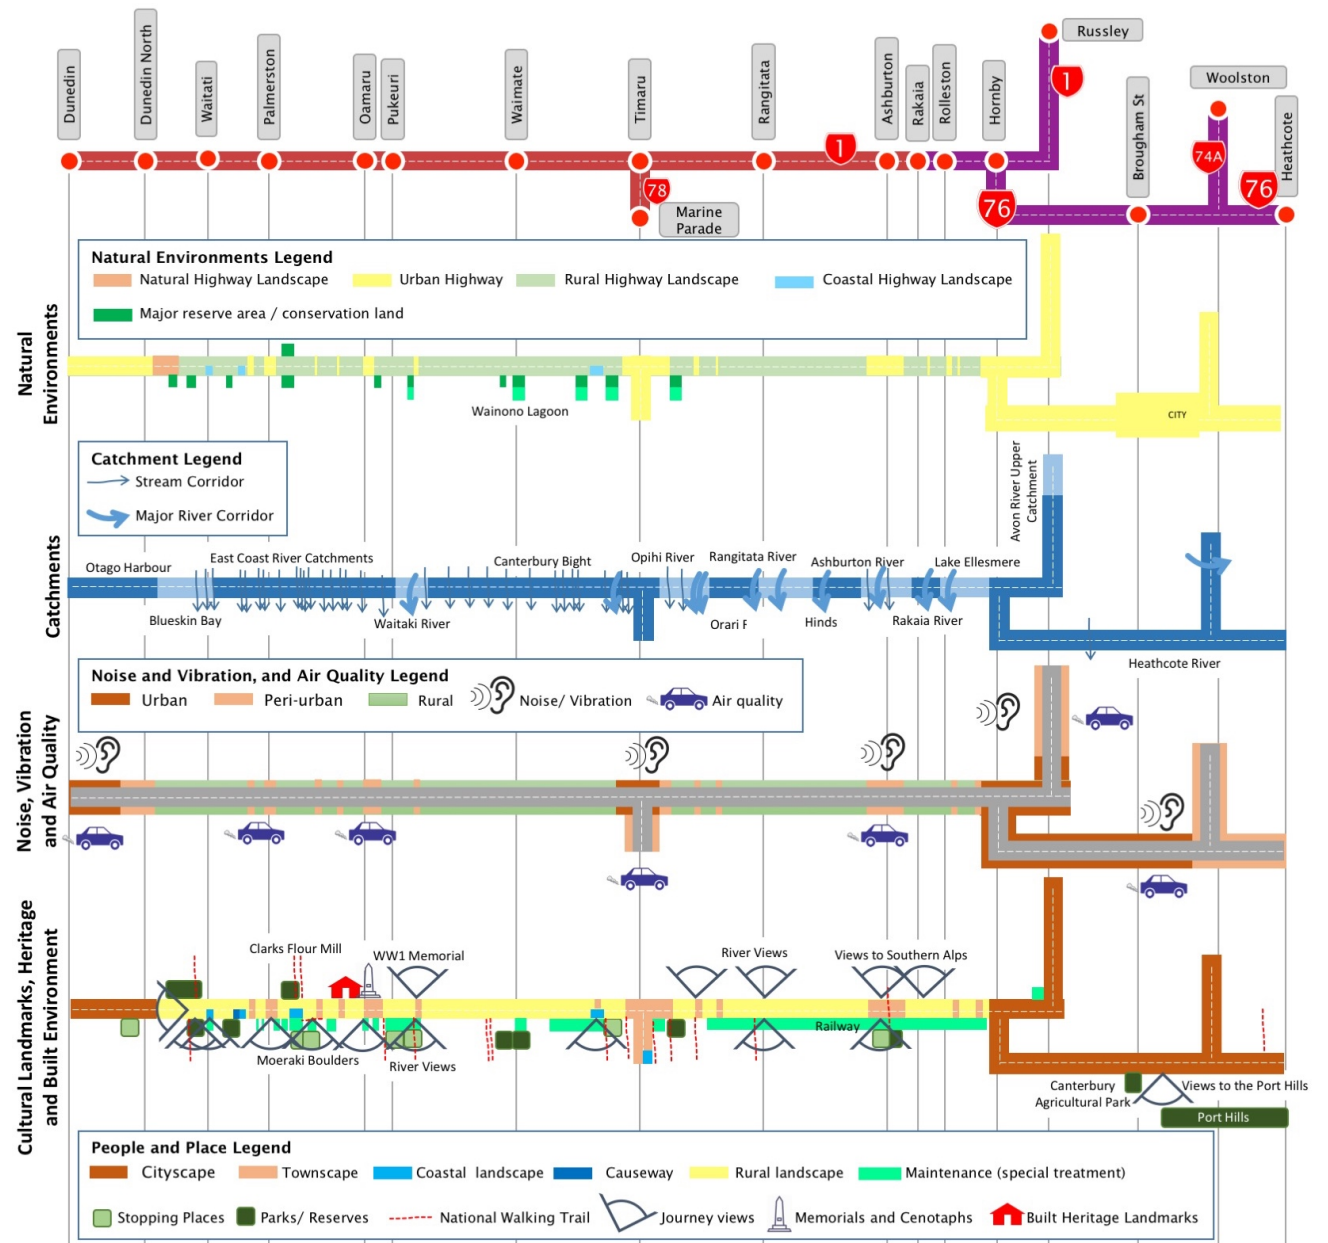 Dunedin
Dunedin North
Waitati
Palmerston
Oamaru
Pukeuri
Waimate
Timaru
Rangitata
Ashburton
Rakaia
Rolleston
Hornby
Russley
Brougham St
Woolston
Heathcote
1
1
78
76
74A
76
Marine
Parade
Natural Environments Legend
Natural Highway Landscape
Urban Highway
Rural Highway Landscape
Coastal Highway Landscape
Major reserve area / conservation land
Natural
Environments
Wainono Lagoon
CITY
Catchment Legend
Stream Corridor
Major River Corridor
Avon River Upper
Catchment
Catchments
Otago Harbour
East Coast River Catchments
Canterbury Bight
Opihi River
Rangitata River
Ashburton River
Lake Ellesmere
Blueskin Bay
Waitaki River
Orari
Hinds
Rakaia River
Heathcote River
Noise and Vibration, and Air Quality Legend
Urban
Peri-urban
Rural
Noise/ Vibration
Air quality
Noise, Vibration
and Air Quality
Cultural Landmarks, Heritage
and Built Environment
Clarks Flour Mill
WW1 Memorial
River Views
Views to Southern Alps
Railway
Moeraki Boulders
River Views
Canterbury
Agricultural Park
Views to the Port Hills
Port Hills
People and Place Legend
Cityscape
Townscape
Coastal landscape
Causeway
Rural landscape
Maintenance (special treatment)
Stopping Places
Parks/ Reserves
National Walking Trail
Journey views
Memorials and Cenotaphs
Built Heritage Landmarks